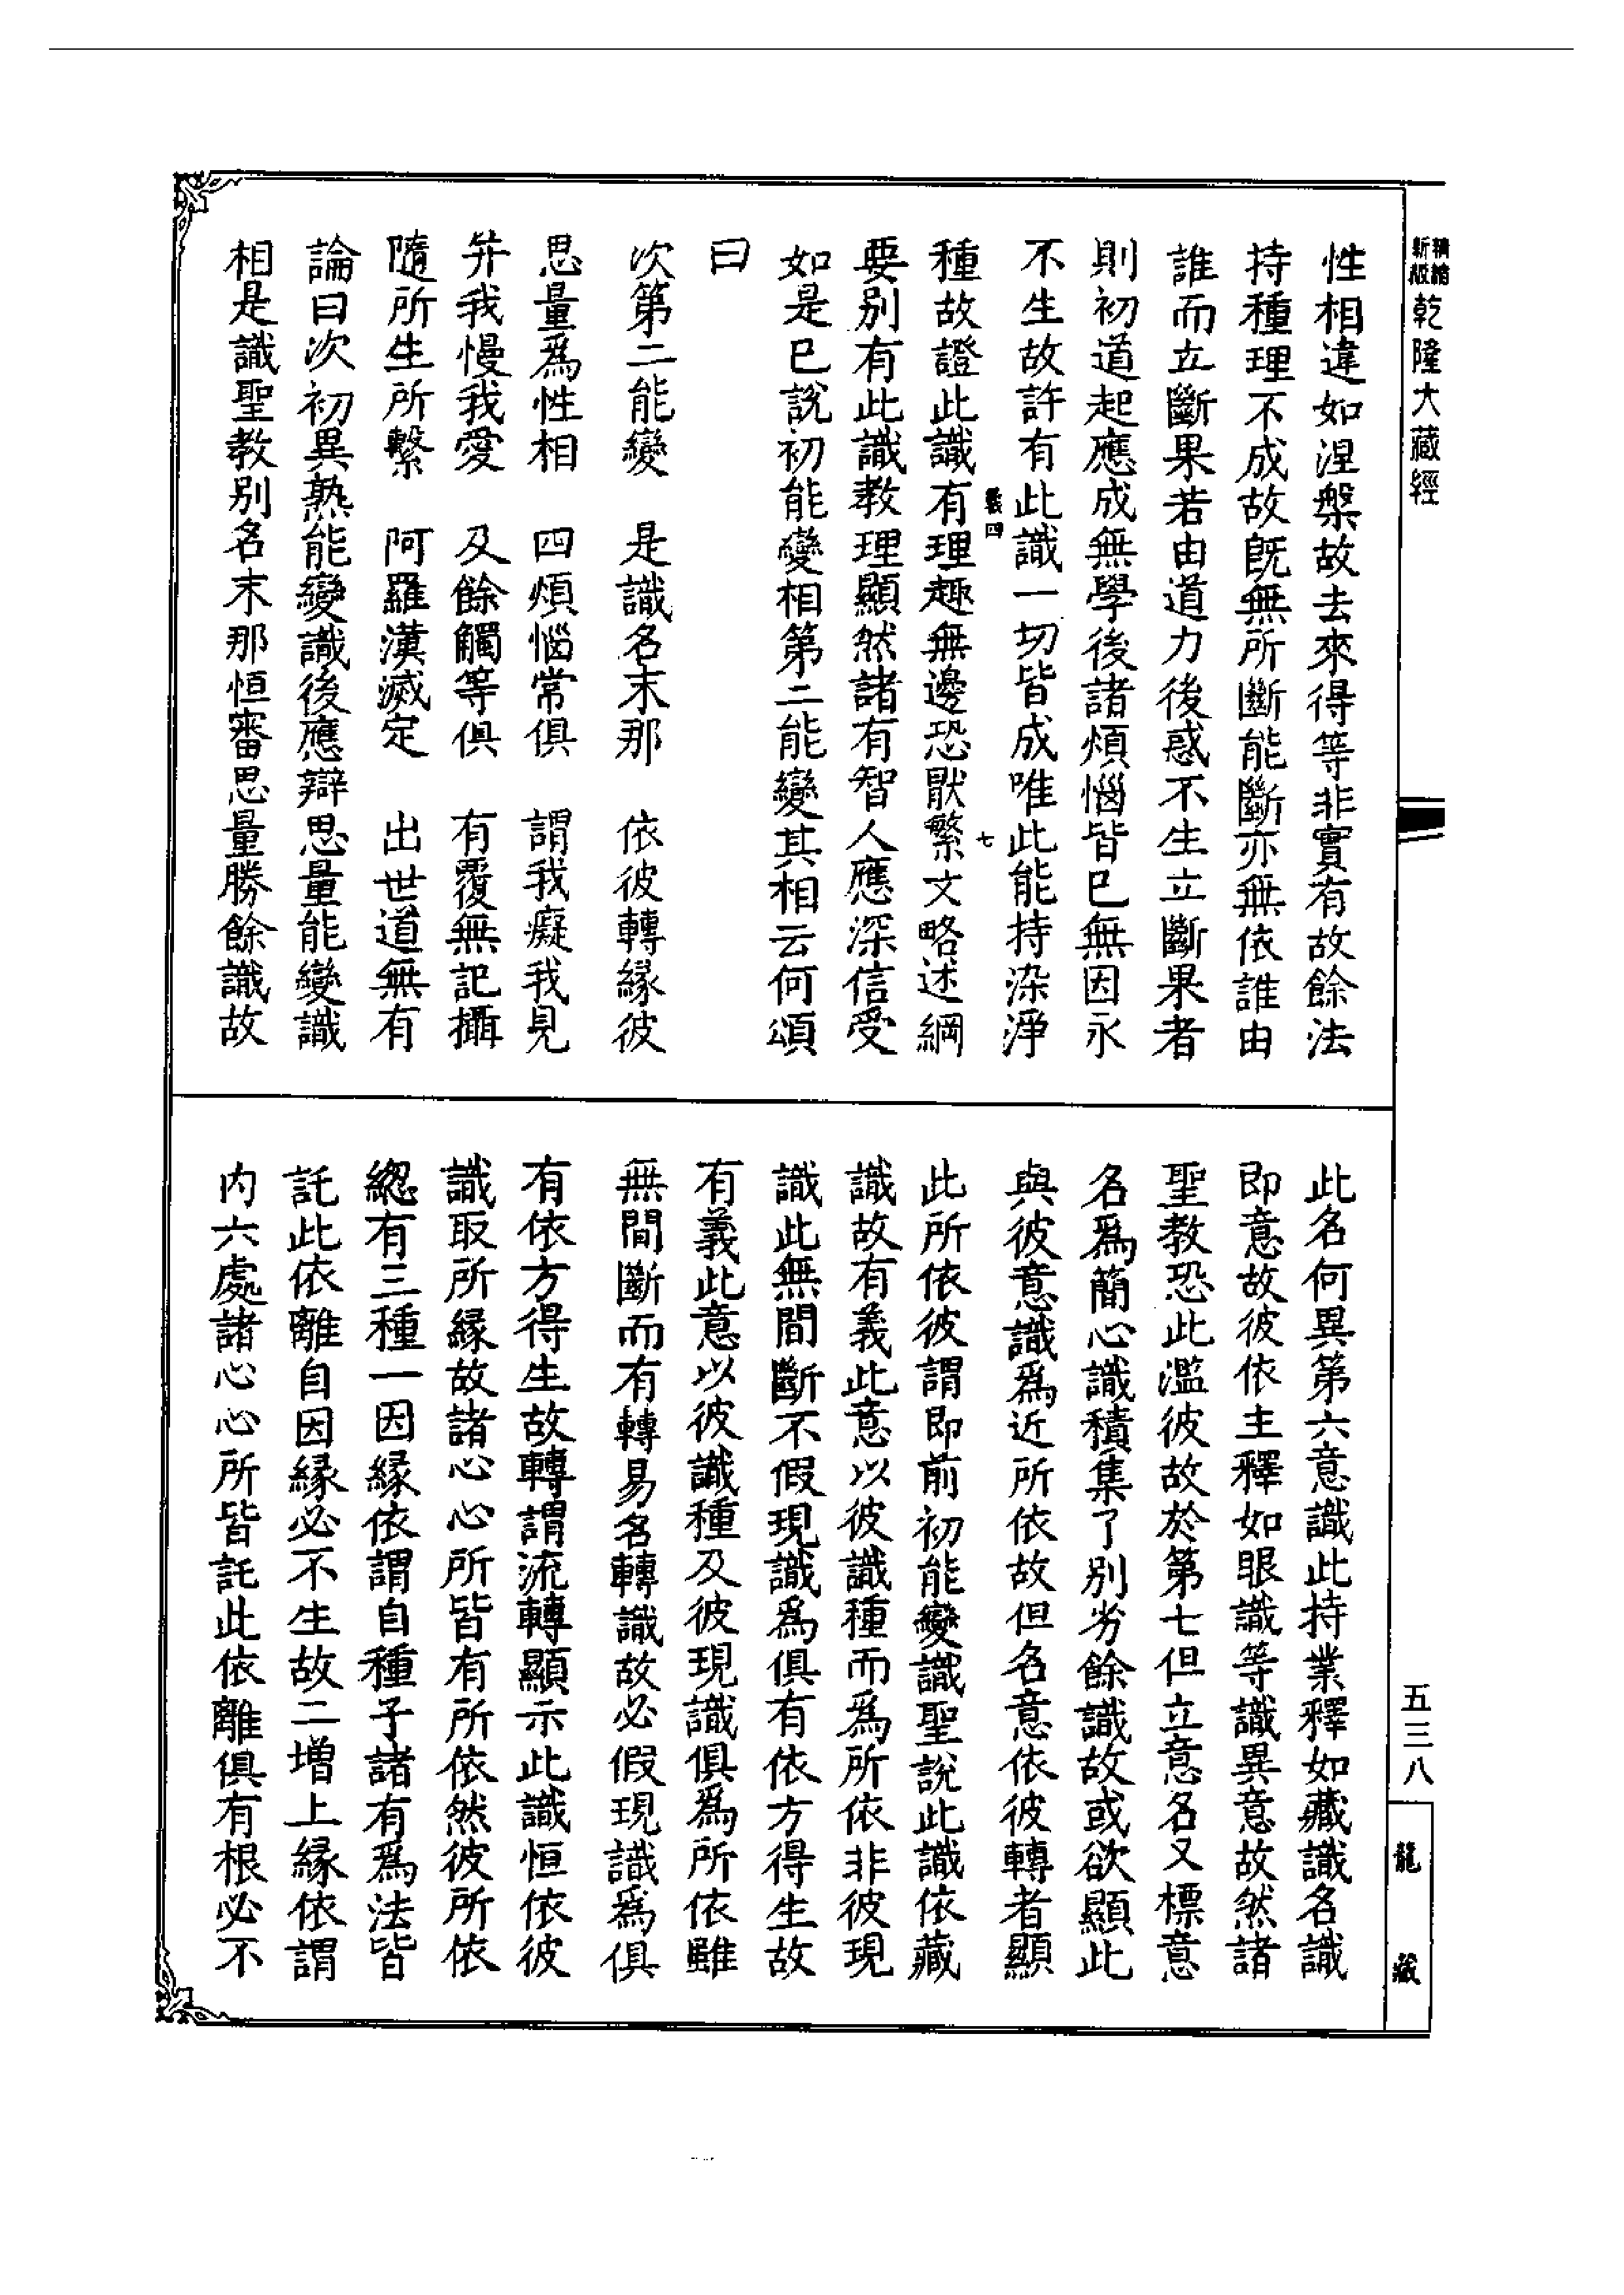 新版
精縮
乾隆大藏經
性相違如涅槃故去來得等非實有故餘法
持種理不成故既無所斷能斷亦無依誰由
誰而立斷果若由道力後惑不生立斷果者
則初道起應成無學後諸煩惱皆已無因永
不生故許有此識一切皆成唯此能持染淨
四
七
種故證此識有理趣無邊恐厭繁文略述綱
要別有此識教理顯然諸有智人應深信受
如是已說初能變相第二能變其相云何頌
曰
次第二能變　是識名末那　依彼轉緣彼
思量爲性相　四煩惱常俱　謂我癡我見
并我慢我愛　及餘觸等俱　有覆無記攝
隨所生所繫　阿羅漢滅定　出世道無有
論曰次初異熟能變識後應辯思量能變識
相是識聖教別名末那恒審思量勝餘識故
此名何異第六意識此持業釋如藏識名識
即意故彼依主釋如眼識等識異意故然諸
聖教恐此濫彼故於第七但立意名又標意
名爲簡心識積集了別劣餘識故或欲顯此
與彼意識爲近所依故但名意依彼轉者顯
此所依彼謂即前初能變識聖說此識依藏
識故有義此意以彼識種而爲所依非彼現
識此無間斷不假現識爲俱有依方得生故
有義此意以彼識種及彼現識俱爲所依雖
無間斷而有轉易名轉識故必假現識爲俱
有依方得生故轉謂流轉顯示此識恒依彼
識取所緣故諸心心所皆有所依然彼所依
總有三種一因緣依謂自種子諸有爲法皆
託此依離自因緣必不生故二增上緣依謂
內六處諸心心所皆託此依離俱有根必不
五三八
龍藏